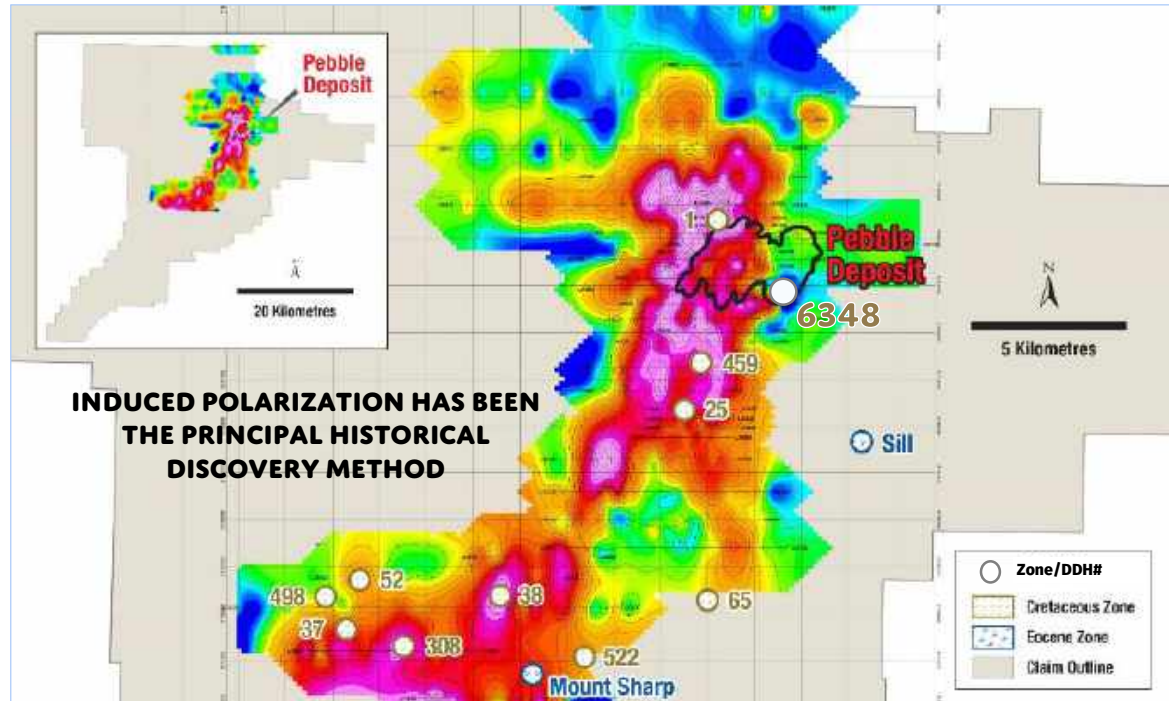 Pebble
Deposit
20 Kilometres
1
Pebble
Deposit
6348
N
5 Kilometres
459
25
INDUCED POLARIZATION HAS BEEN
THE PRINCIPAL HISTORICAL
DISCOVERY METHOD
Sill
52
498
38
65
37
308
522
Mount Sharp
Zone/DDH#
Cretaceous Zone
Eocene Zone
Claim Outline